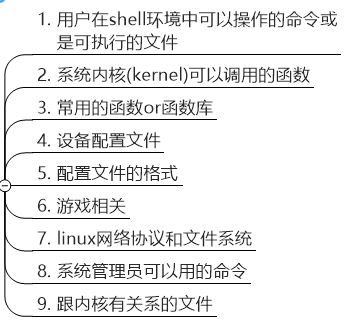 1. 用户在shell环境中可以操作的命令或
是可执行的文件
2. 系统内核(kernel)可以调用的函数
3. 常用的函数or函数库
4. 设备配置文件
5. 配置文件的格式
6. 游戏相关
7. linux网络协议和文件系统
8. 系统管理员可以用的命令
9. 跟内核有关系的文件